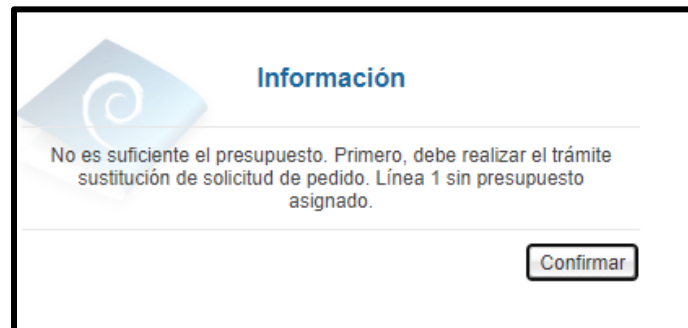 Información
No es suficiente el presupuesto. Primero, debe realizar el trámite
sustitución de solicitud de pedido. Línea 1 sin presupuesto
asignado.
Confirmar